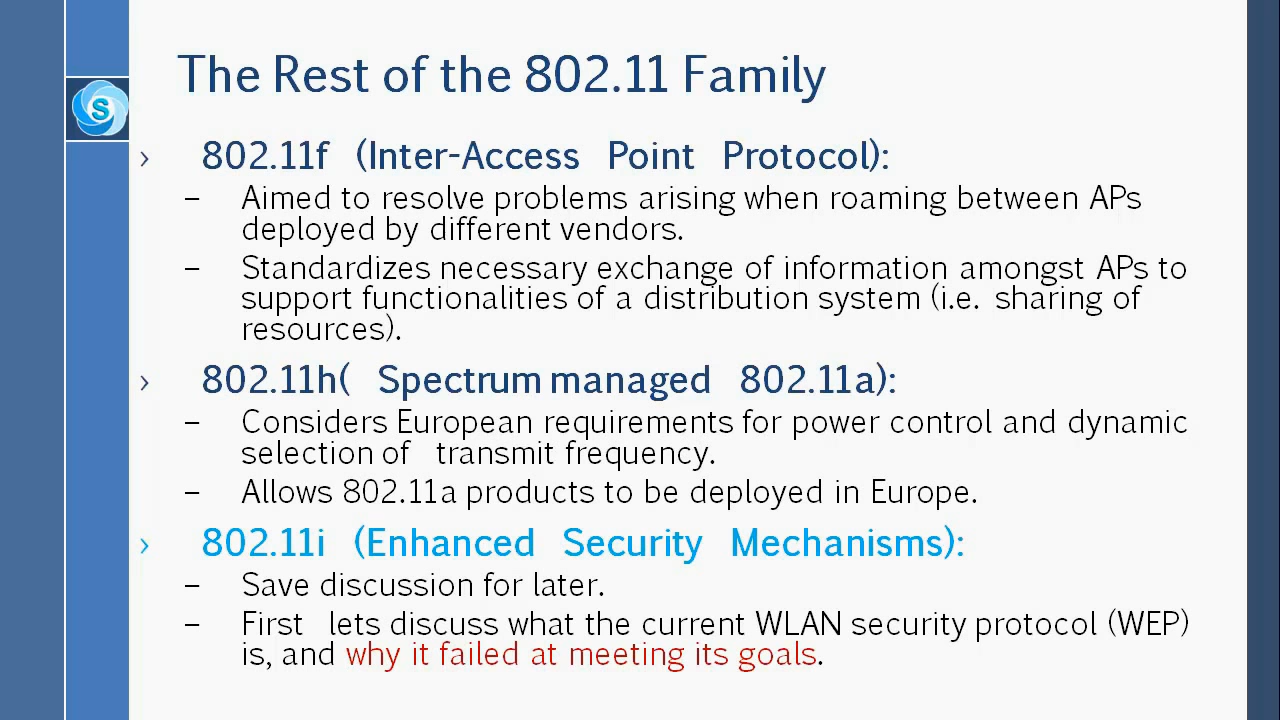 The Rest of the 802.11 Family
S
› 802.11f (Inter-Access Point Protocol):
– Aimed to resolve problems arising when roaming between APs
deployed by different vendors.
– Standardizes necessary exchange of information amongst APs to
support functionalities of a distribution system (i.e. sharing of
resources).
› 802.11h( Spectrum managed 802.11a):
– Considers European requirements for power control and dynamic
selection of transmit frequency.
– Allows 802.11a products to be deployed in Europe.
› 802.11i (Enhanced Security Mechanisms):
– Save discussion for later.
– First lets discuss what the current WLAN security protocol (WEP)
is, and why it failed at meeting its goals.